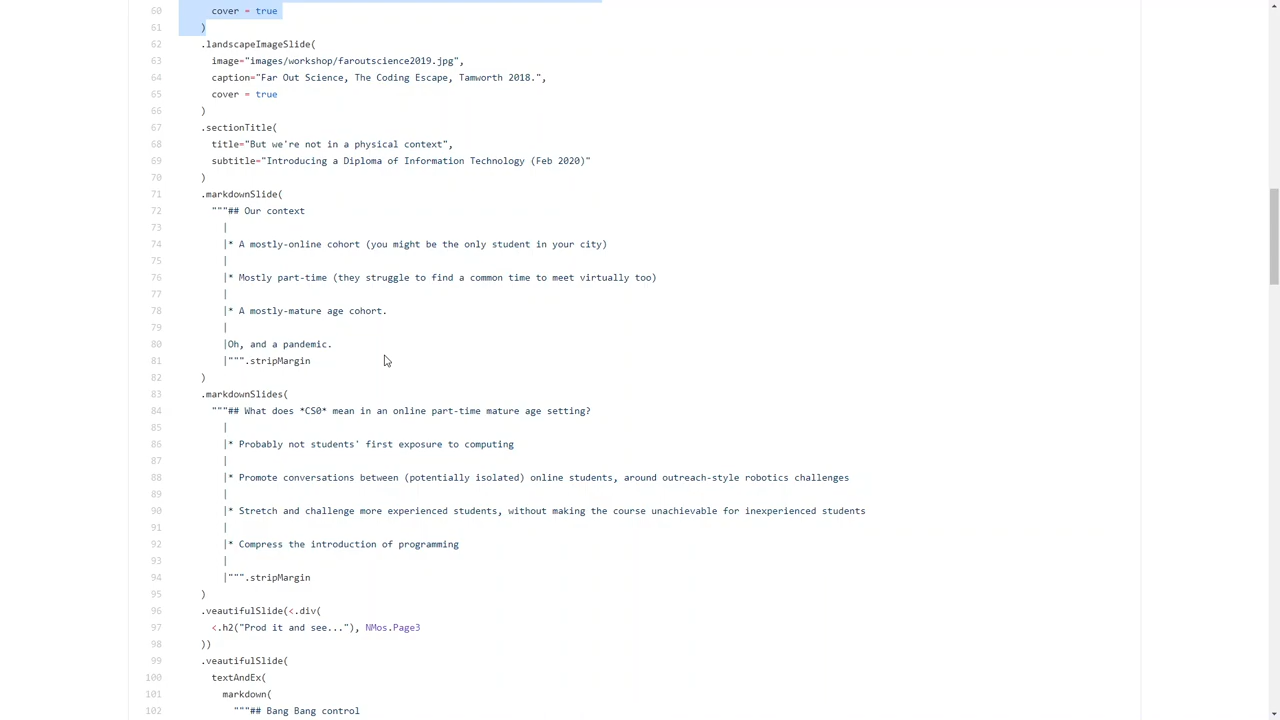 60 cover = true
61 )
62 .landscapeImageSlide(
63 image="images/workshop/faroutscience2019.jpg",
64 caption="Far Out Science, The Coding Escape, Tamworth 2018.",
65 cover = true
66 )
67 .sectionTitle(
68 title="But we're not in a physical context",
69 subtitle="Introducing a Diploma of Information Technology (Feb 2020)"
70 )
71 .markdownSlide(
72 """## Our context
73 |
74 |* A mostly-online cohort (you might be the only student in your city)
75 |
76 |* Mostly part-time (they struggle to find a common time to meet virtually too)
77 |
78 |* A mostly-mature age cohort.
79 |
80 |Oh, and a pandemic.
81 |""".stripMargin
82 )
83 .markdownSlides(
84 """## What does *CS0* mean in an online part-time mature age setting?
85 |
86 |* Probably not students' first exposure to computing
87 |
88 |* Promote conversations between (potentially isolated) online students, around outreach-style robotics challenges
89 |
90 |* Stretch and challenge more experienced students, without making the course unachievable for inexperienced students
91 |
92 |* Compress the introduction of programming
93 |
94 |""".stripMargin
95 )
96 .veautifulSlide(<.div(
97 <.h2("Prod it and see..."), NMos.Page3
98 ))
99 .veautifulSlide(
100 textAndEx(
101 markdown(
102 """## Bang Bang control